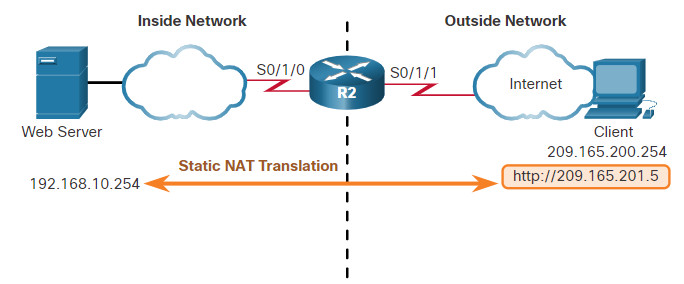 Inside Network
Outside Network
S0/1/0
S0/1/1
R2
Internet
Web Server
Client
209.165.200.254
Static NAT Translation
192.168.10.254
http://209.165.201.5